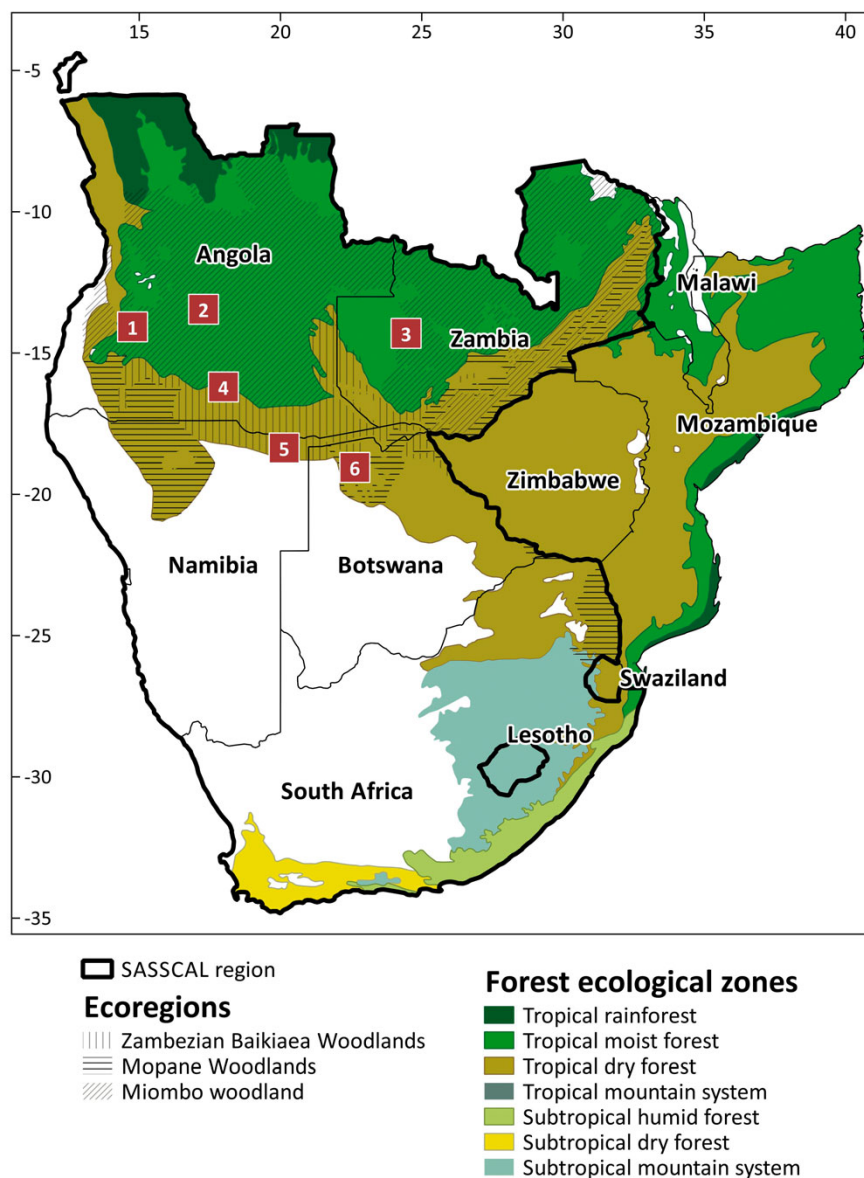 15 20 25 30 35 40
-5
-10
Angola
Malawi
2
1
3
Zambia
-15
4
Mozambique
5
6
Zimbabwe
-20
Namibia
Botswana
-25
Swaziland
Lesotho
-30
South Africa
-35
SASSCAL region
Ecoregions
Zambezian Baikiaea Woodlands
Mopane Woodlands
Miombo woodland
Forest ecological zones
Tropical rainforest
Tropical moist forest
Tropical dry forest
Tropical mountain system
Subtropical humid forest
Subtropical dry forest
Subtropical mountain system